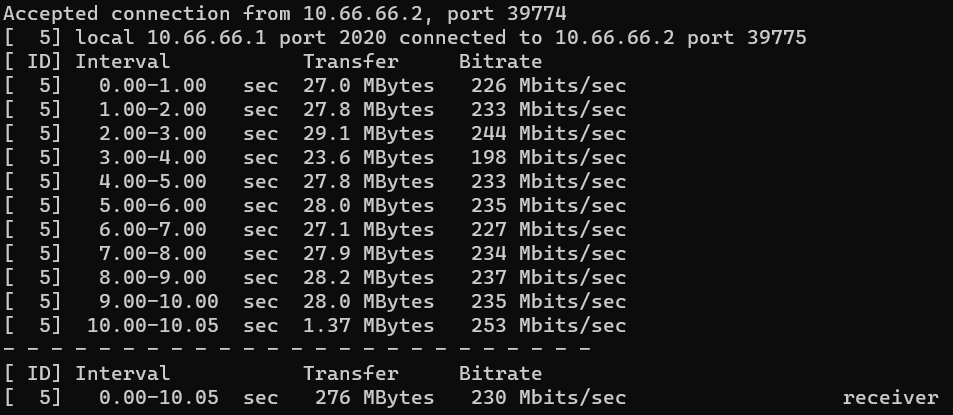 Accepted connection from 10.66.66.2, port 39774
[  5] local 10.66.66.1 port 2020 connected to 10.66.66.2 port 39775
[ ID] Interval           Transfer     Bitrate
[  5]   0.00-1.00   sec  27.0 MBytes   226 Mbits/sec
[  5]   1.00-2.00   sec  27.8 MBytes   233 Mbits/sec
[  5]   2.00-3.00   sec  29.1 MBytes   244 Mbits/sec
[  5]   3.00-4.00   sec  23.6 MBytes   198 Mbits/sec
[  5]   4.00-5.00   sec  27.8 MBytes   233 Mbits/sec
[  5]   5.00-6.00   sec  28.0 MBytes   235 Mbits/sec
[  5]   6.00-7.00   sec  27.1 MBytes   227 Mbits/sec
[  5]   7.00-8.00   sec  27.9 MBytes   234 Mbits/sec
[  5]   8.00-9.00   sec  28.2 MBytes   237 Mbits/sec
[  5]   9.00-10.00  sec  28.0 MBytes   235 Mbits/sec
[  5]  10.00-10.05  sec  1.37 MBytes   253 Mbits/sec
- - - - - - - - - - - - - - - - - - - - - - - - -
[ ID] Interval           Transfer     Bitrate
[  5]   0.00-10.05  sec   276 MBytes   230 Mbits/sec                  receiver